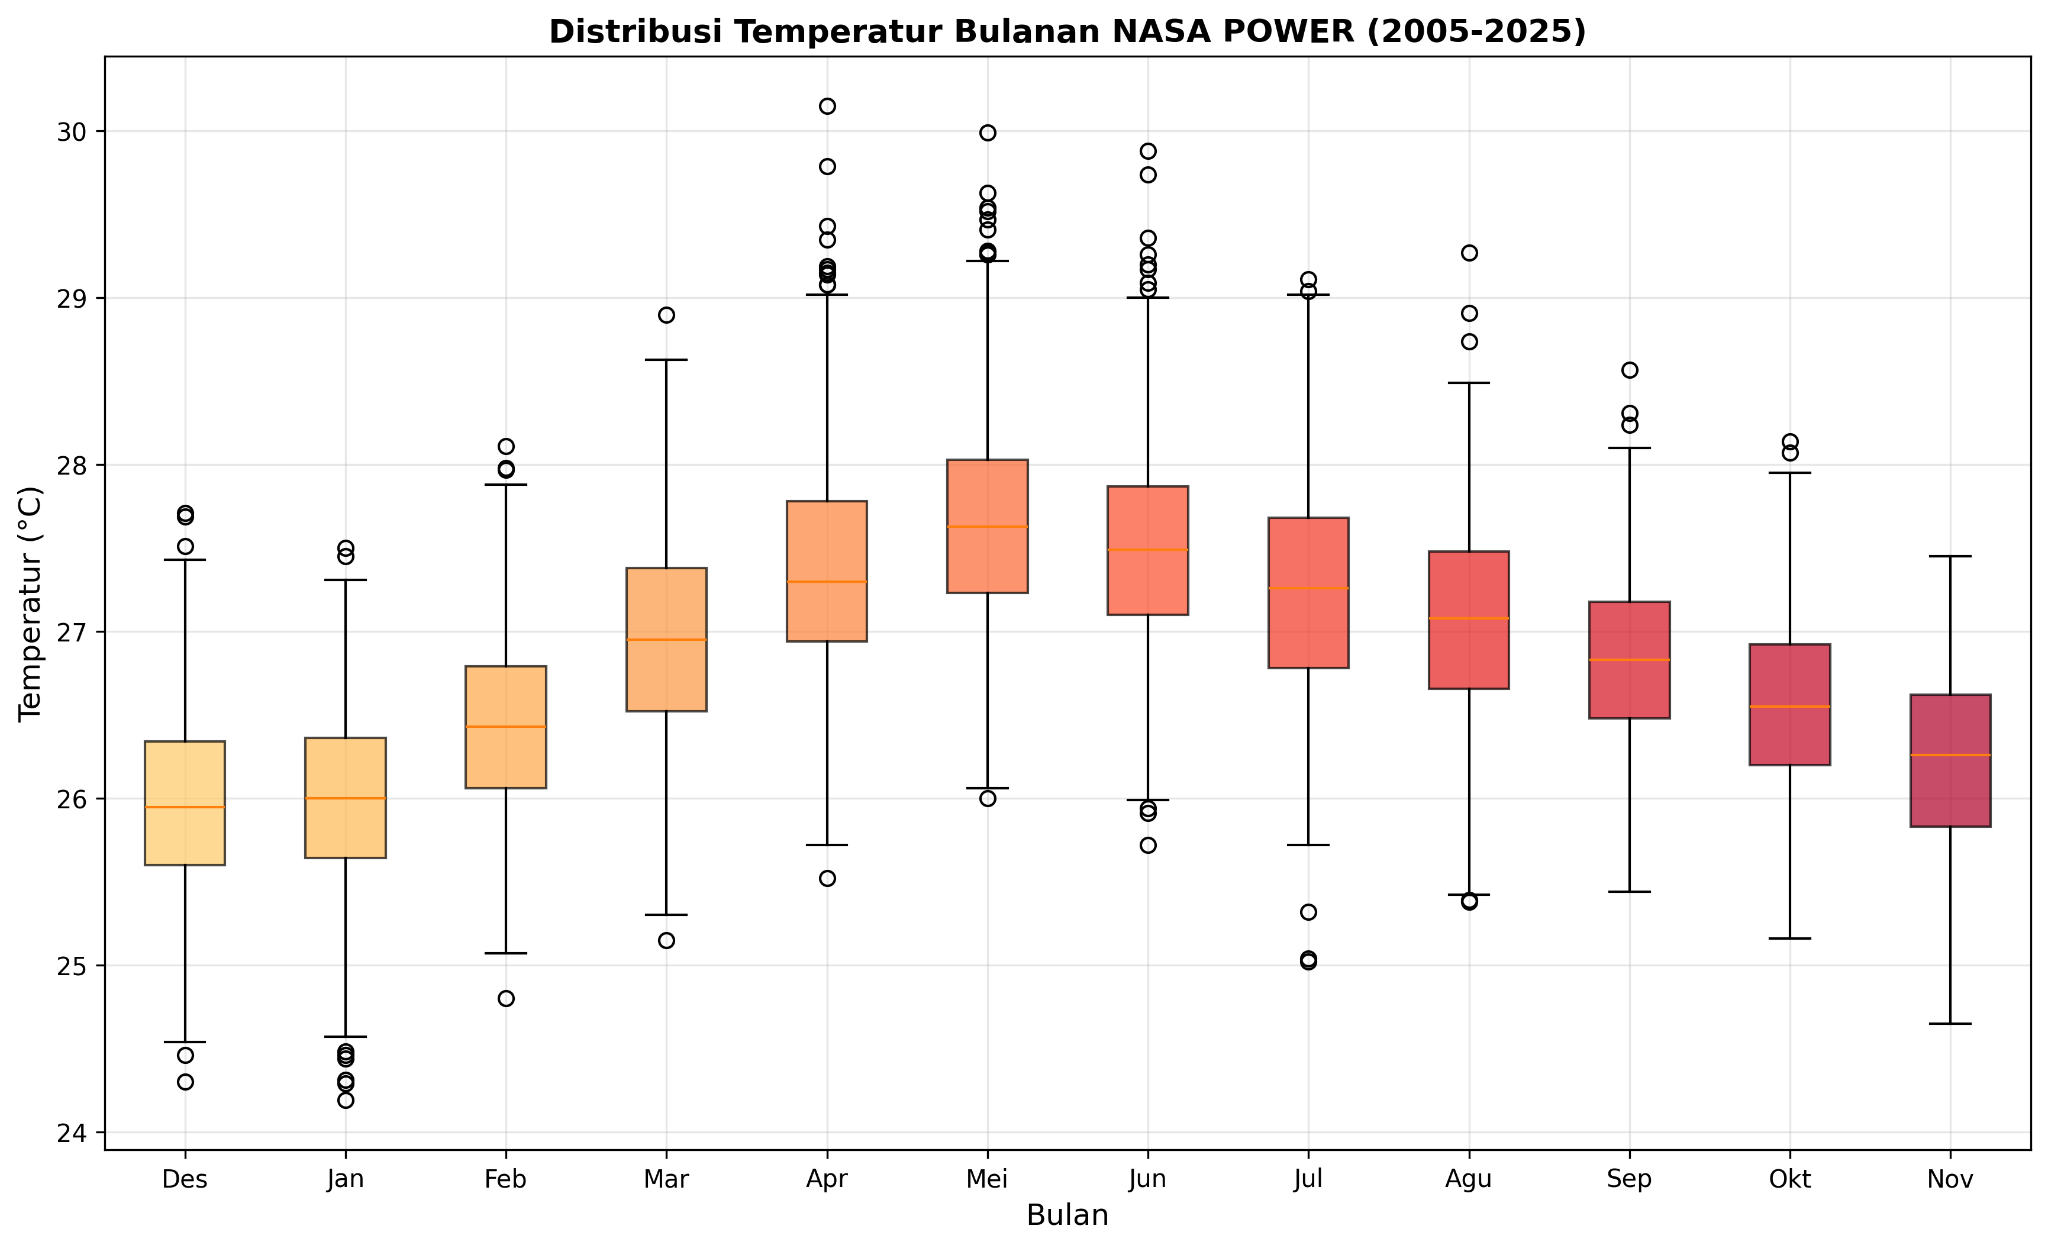 Distribusi Temperatur Bulanan NASA POWER (2005-2025)
Temperatur (°C)
30
29
28
27
26
25
24
Des Jan Feb Mar Apr Mei Jun Jul Agu Sep Okt Nov
Bulan